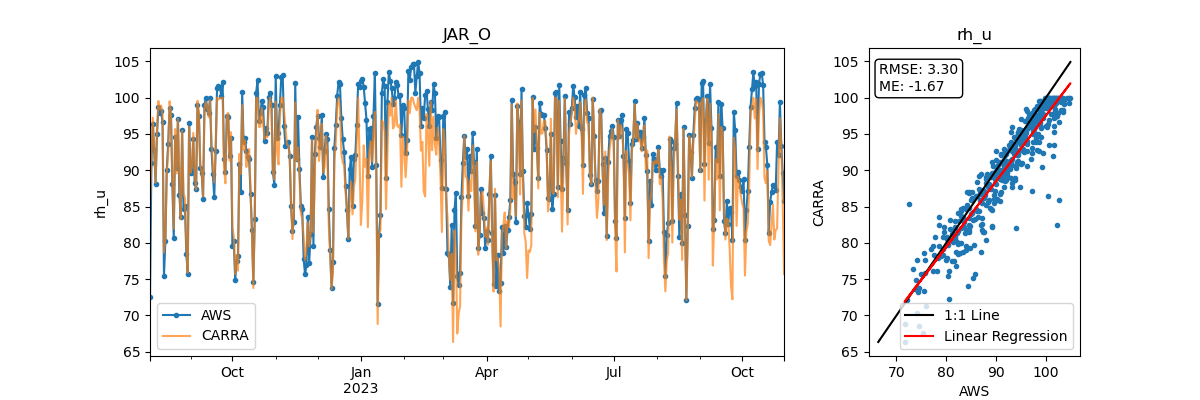 JAR_O
rh_u
105
100
95
90
85
80
75
70
65
rh_u
AWS
CARRA
Oct
Jan
2023
Apr
Jul
Oct
rh_u
RMSE: 3.30
ME: -1.67
105
100
95
90
85
80
75
70
65
CARRA
1:1 Line
Linear Regression
70
80
90
100
AWS